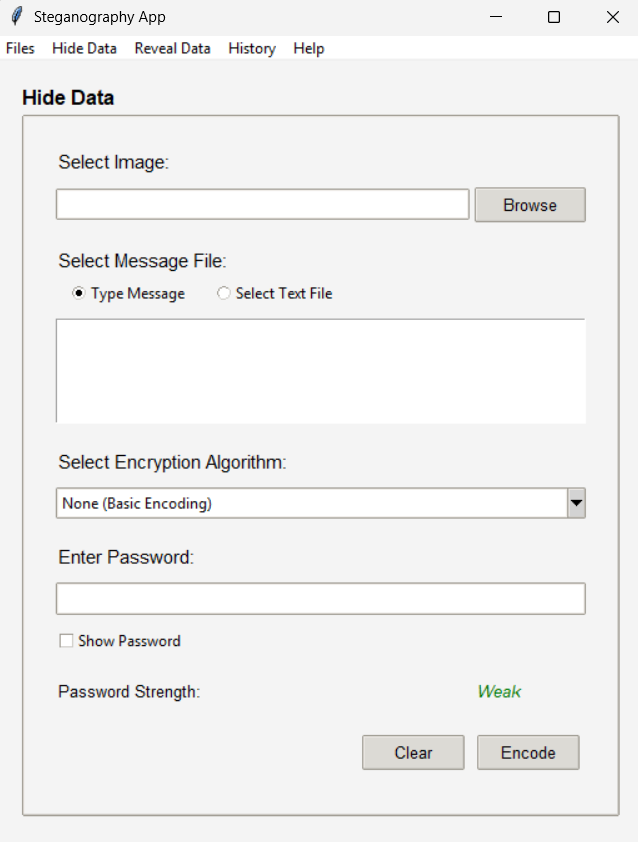 Steganography App
Files Hide Data Reveal Data History Help
Hide Data
Select Image:
Browse
Select Message File:
Type Message Select Text File
Select Encryption Algorithm:
None (Basic Encoding)
Enter Password:
Show Password
Password Strength: Weak
Clear Encode